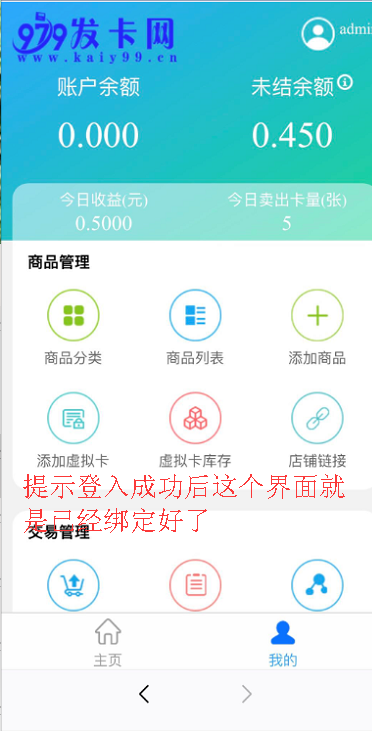 979发卡网
www.kaiy99.cn
admi
账户余额
未结余额
0.000
0.450
今日收益(元)
今日卖出卡量(张)
0.5000
5
商品管理
商品分类
商品列表
添加商品
添加虚拟卡
虚拟卡库存
店铺链接
提示登入成功后这个界面就
是已经绑定好了
交易管理
主页
我的